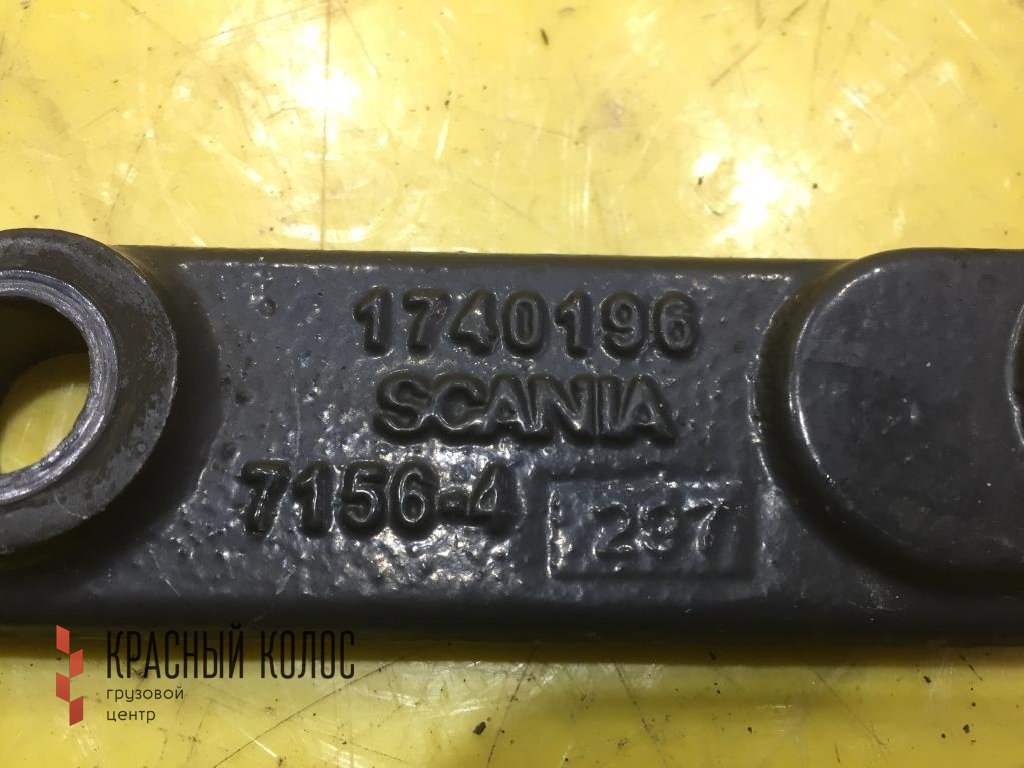 1740196
SCANIA
7156-4
297
КРАСНЫЙ КОЛОС
грузовой
центр